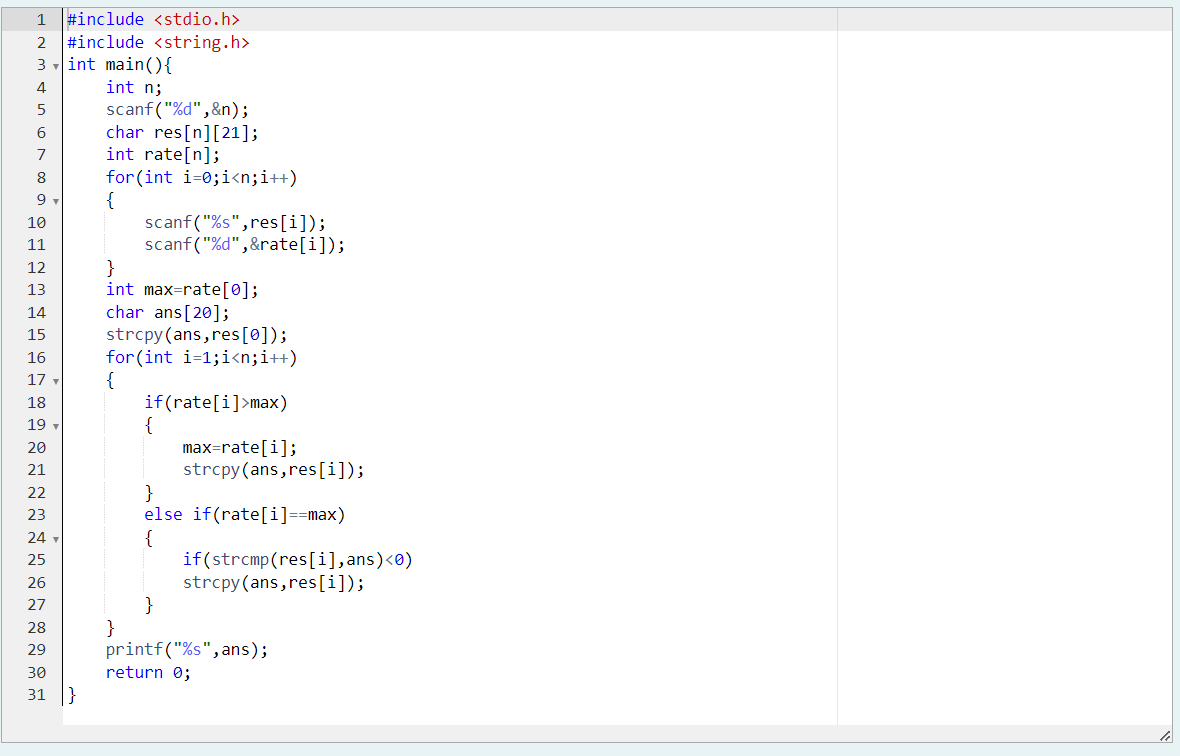 1 #include <stdio.h>
2 #include <string.h>
3 int main(){
4     int n;
5     scanf("%d",&n);
6     char res[n][21];
7     int rate[n];
8     for(int i=0;i<n;i++)
9     {
10         scanf("%s",res[i]);
11         scanf("%d",&rate[i]);
12     }
13     int max=rate[0];
14     char ans[20];
15     strcpy(ans,res[0]);
16     for(int i=1;i<n;i++)
17     {
18         if(rate[i]>max)
19         {
20             max=rate[i];
21             strcpy(ans,res[i]);
22         }
23         else if(rate[i]==max)
24         {
25             if(strcmp(res[i],ans)<0)
26             strcpy(ans,res[i]);
27         }
28     }
29     printf("%s",ans);
30     return 0;
31 }